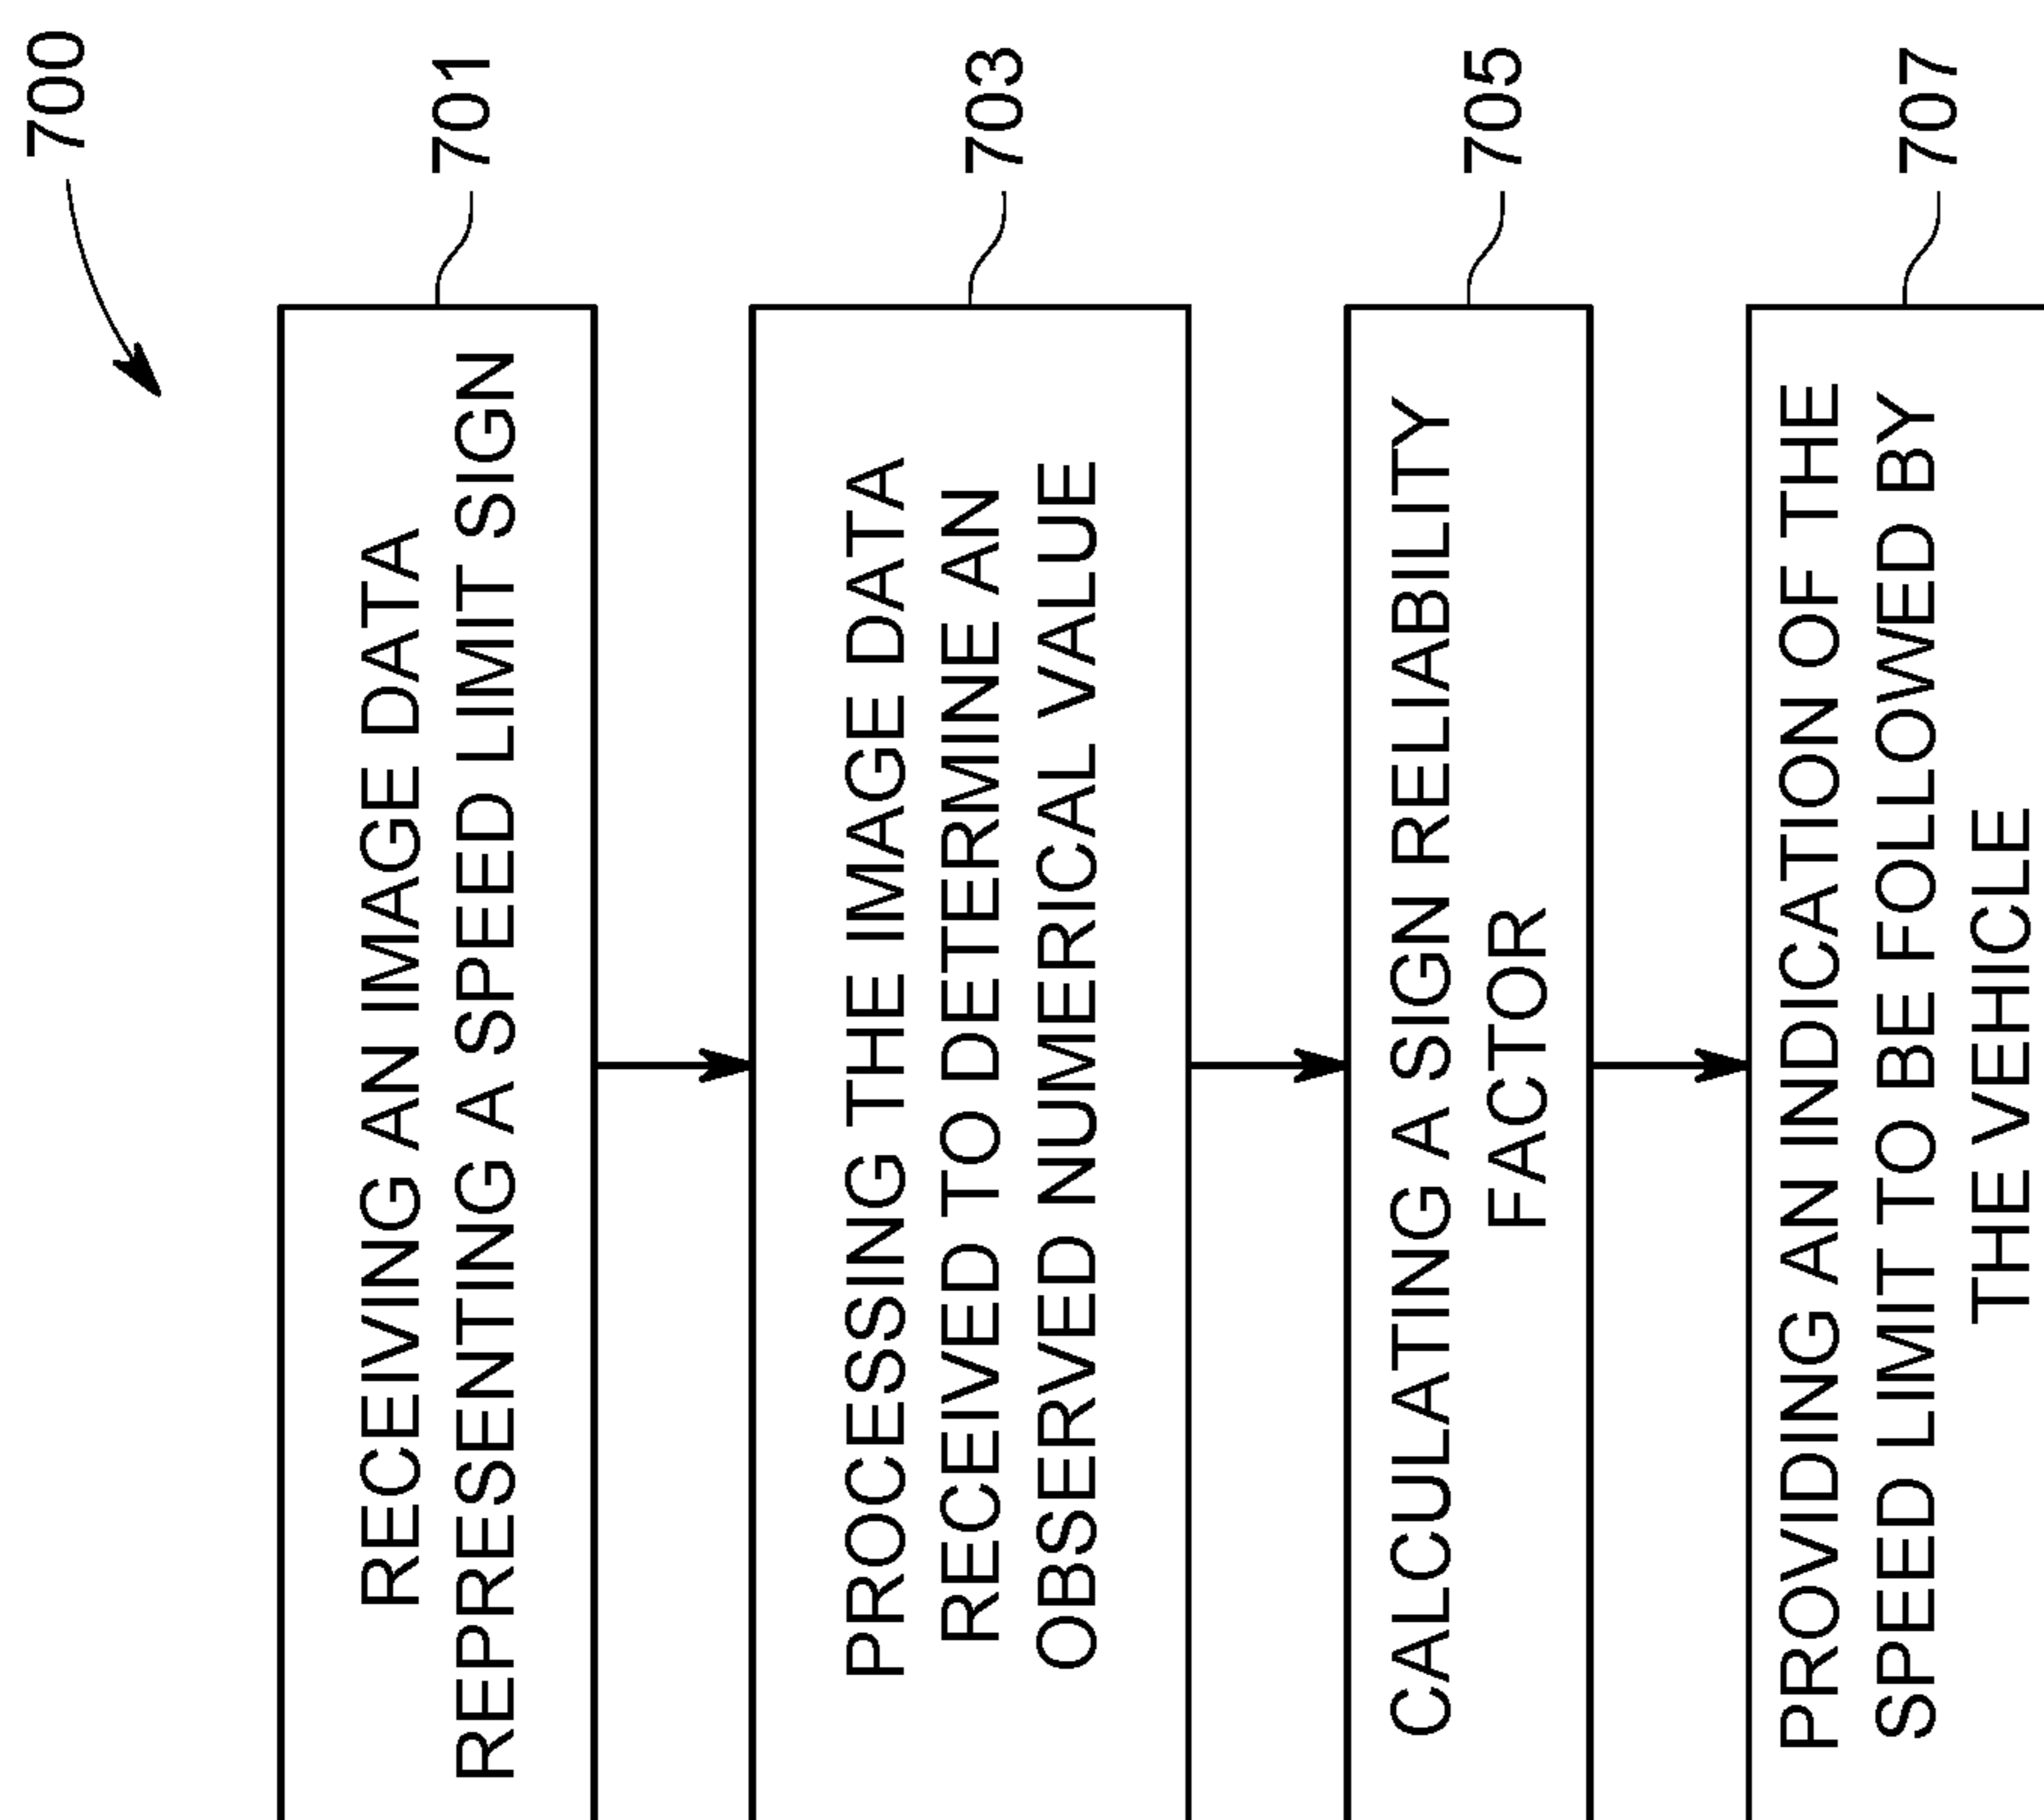 700
RECEIVING AN IMAGE DATA
REPRESENTING A SPEED LIMIT SIGN
701
PROCESSING THE IMAGE DATA
RECEIVED TO DETERMINE AN
OBSERVED NUMERICAL VALUE
703
CALCULATING A SIGN RELIABILITY
FACTOR
705
PROVIDING AN INDICATION OF THE
SPEED LIMIT TO BE FOLLOWED BY
THE VEHICLE
707